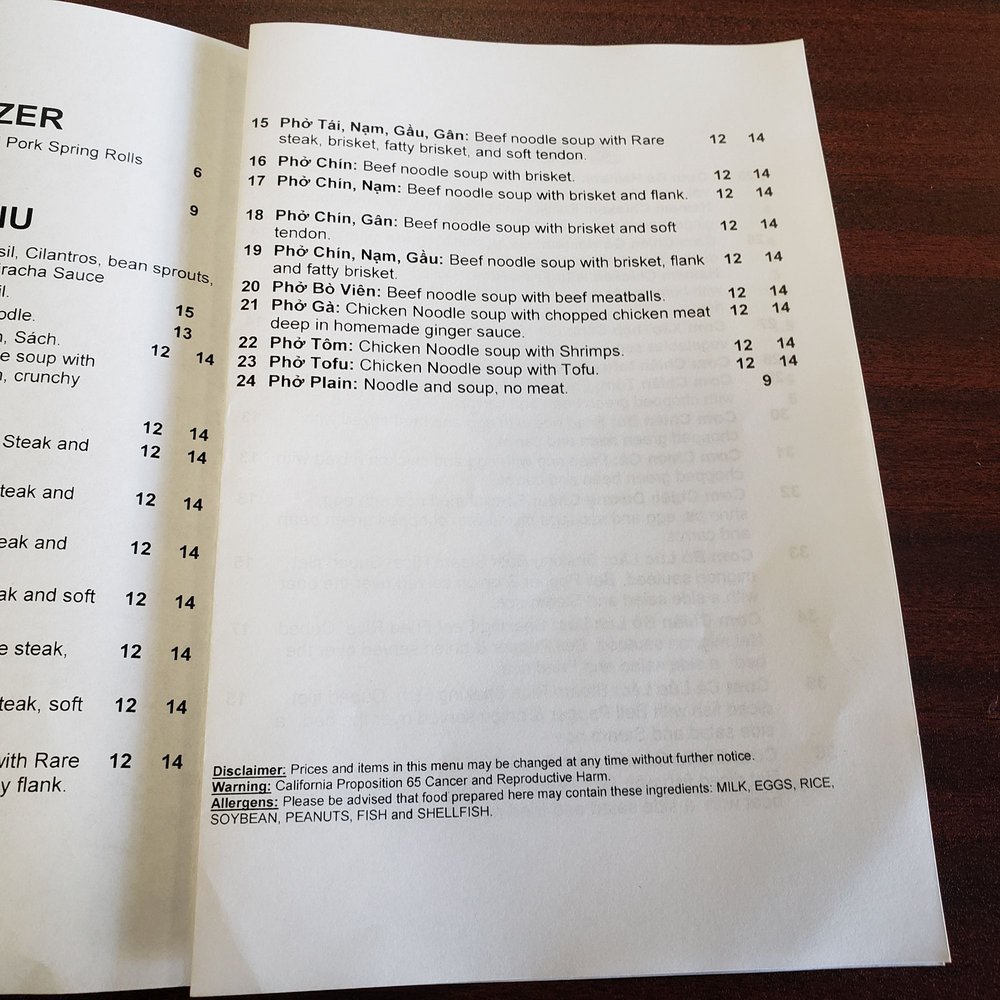 ZER
Pork Spring Rolls
6
9
NU
sil, Cilantros, bean sprouts,
riracha Sauce
il.
odle. 15
n, Sách. 13
e soup with 12 14
n, crunchy
12 14
Steak and 12 14
teak and 12 14
eak and 12 14
ak and soft 12 14
e steak, 12 14
teak, soft 12 14
with Rare 12 14
y flank.
15 Phở Tái, Nạm, Gầu, Gân: Beef noodle soup with Rare 12 14
steak, brisket, fatty brisket, and soft tendon.
16 Phở Chín: Beef noodle soup with brisket. 12 14
17 Phở Chín, Nạm: Beef noodle soup with brisket and flank. 12 14
18 Phở Chín, Gân: Beef noodle soup with brisket and soft 12 14
tendon.
19 Phở Chín, Nạm, Gầu: Beef noodle soup with brisket, flank 12 14
and fatty brisket.
20 Phở Bò Viên: Beef noodle soup with beef meatballs. 12 14
21 Phở Gà: Chicken Noodle soup with chopped chicken meat 12 14
deep in homemade ginger sauce.
22 Phở Tôm: Chicken Noodle soup with Shrimps. 12 14
23 Phở Tofu: Chicken Noodle soup with Tofu. 12 14
24 Phở Plain: Noodle and soup, no meat. 9
Disclaimer: Prices and items in this menu may be changed at any time without further notice.
Warning: California Proposition 65 Cancer and Reproductive Harm.
Allergens: Please be advised that food prepared here may contain these ingredients: MILK, EGGS, RICE,
SOYBEAN, PEANUTS, FISH and SHELLFISH.